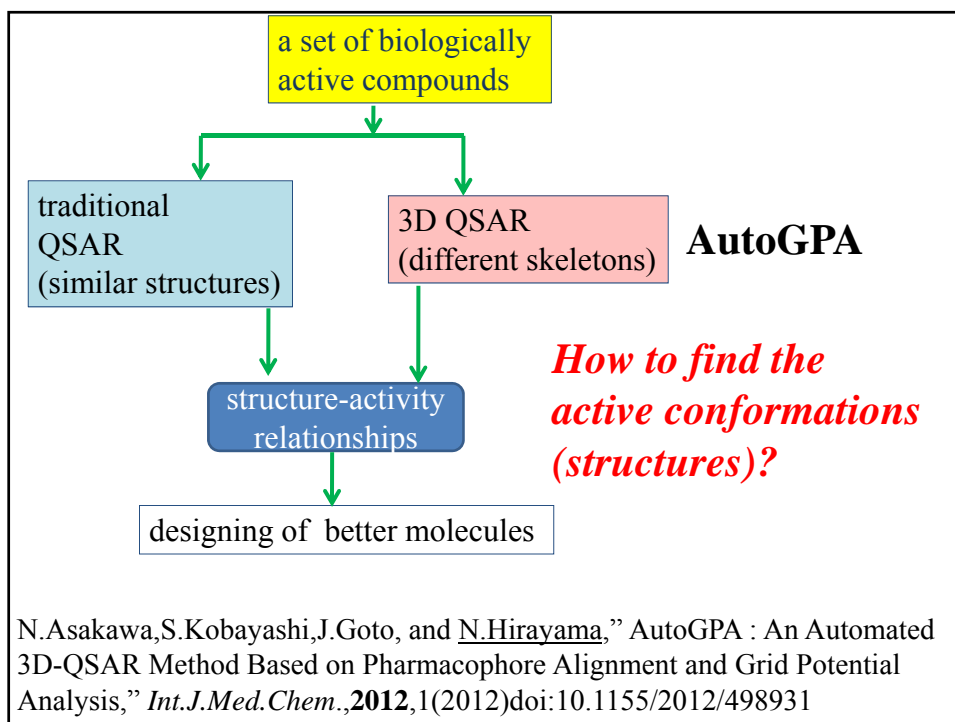 a set of biologically
active compounds
traditional
QSAR
(similar structures)
3D QSAR
(different skeletons)
AutoGPA
How to find the
active conformations
(structures)?
structure-activity
relationships
designing of better molecules
N.Asakawa,S.Kobayashi,J.Goto, and N.Hirayama,” AutoGPA : An Automated
3D-QSAR Method Based on Pharmacophore Alignment and Grid Potential
Analysis,” Int.J.Med.Chem.,2012,1(2012)doi:10.1155/2012/498931